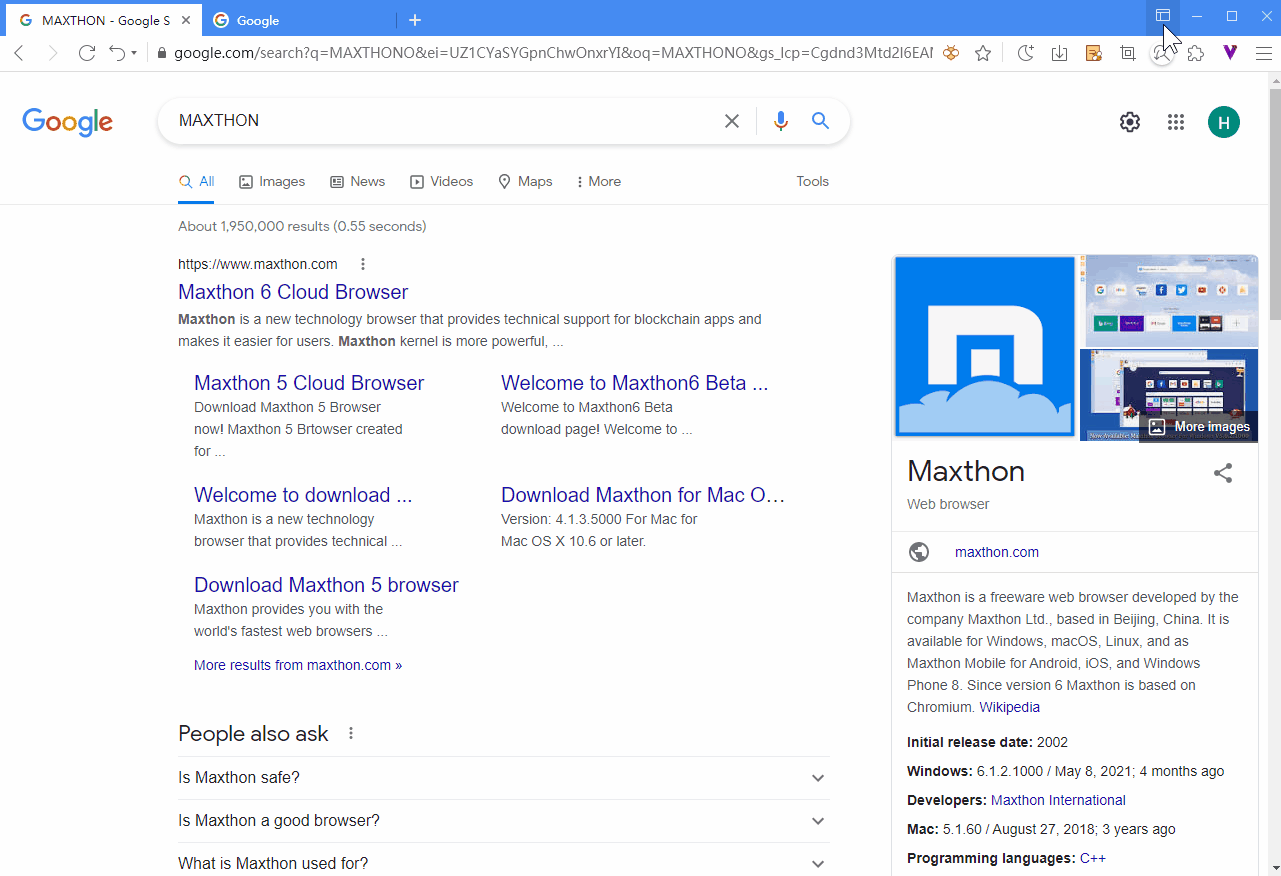 MAXTHON - Google S
Google
google.com/search?q=MAXTHONO&ei=UZ1CYaSYGpnChwOnxrYI&oq=MAXTHONO&gs_lcp=Cgdnd3Mtd2l6EAM
Google
MAXTHON
H
All
Images
News
Videos
Maps
More
Tools
About 1,950,000 results (0.55 seconds)
https://www.maxthon.com
Maxthon 6 Cloud Browser
Maxthon is a new technology browser that provides technical support for blockchain apps and
makes it easier for users. Maxthon kernel is more powerful, ...
Maxthon 5 Cloud Browser
Download Maxthon 5 Browser
now! Maxthon 5 Brtowser created
for ...
Welcome to Maxthon6 Beta ...
Welcome to Maxthon6 Beta
download page! Welcome to ...
Welcome to download ...
Maxthon is a new technology
browser that provides technical ...
Download Maxthon for Mac O...
Version: 4.1.3.5000 For Mac for
Mac OS X 10.6 or later.
Download Maxthon 5 browser
Maxthon provides you with the
world's fastest web browsers ...
More results from maxthon.com »
People also ask
Is Maxthon safe?
Is Maxthon a good browser?
What is Maxthon used for?
More images
Maxthon
Web browser
maxthon.com
Maxthon is a freeware web browser developed by the
company Maxthon Ltd., based in Beijing, China. It is
available for Windows, macOS, Linux, and as
Maxthon Mobile for Android, iOS, and Windows
Phone 8. Since version 6 Maxthon is based on
Chromium. Wikipedia
Initial release date: 2002
Windows: 6.1.2.1000 / May 8, 2021; 4 months ago
Developers: Maxthon International
Mac: 5.1.60 / August 27, 2018; 3 years ago
Programming languages: C++